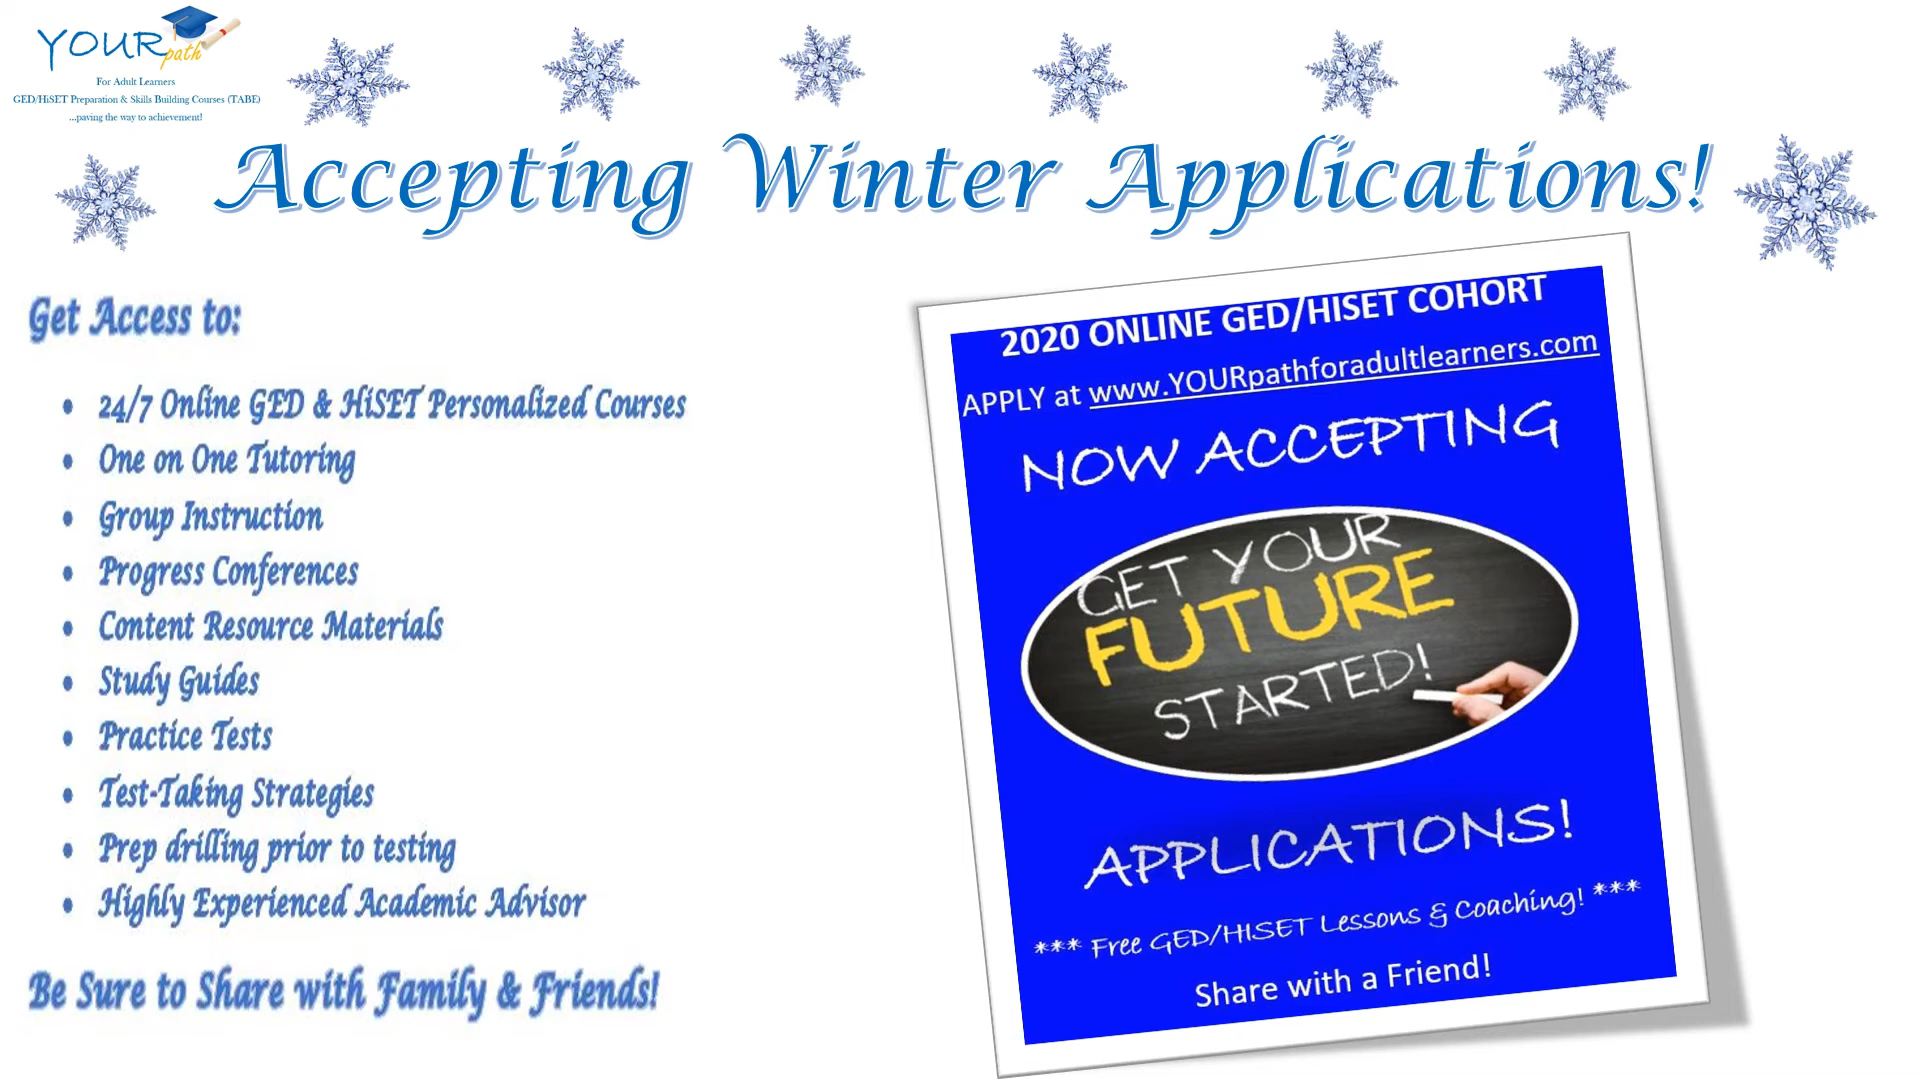 YOUR
path
For Adult Learners
GED/HiSET Preparation & Skills Building Courses (TABE)
...paving the way to achievement!
Accepting Winter Applications!
Get Access to:
• 24/7 Online GED & HiSET Personalized Courses
• One on One Tutoring
• Group Instruction
• Progress Conferences
• Content Resource Materials
• Study Guides
• Practice Tests
• Test-Taking Strategies
• Prep drilling prior to testing
• Highly Experienced Academic Advisor
Be Sure to Share with Family & Friends!
2020 ONLINE GED/HISET COHORT
APPLY at www.YOURpathforadultlearners.com
NOW ACCEPTING
GET YOUR
FUTURE
STARTED!
APPLICATIONS!
*** Free GED/HISET Lessons & Coaching! ***
Share with a Friend!